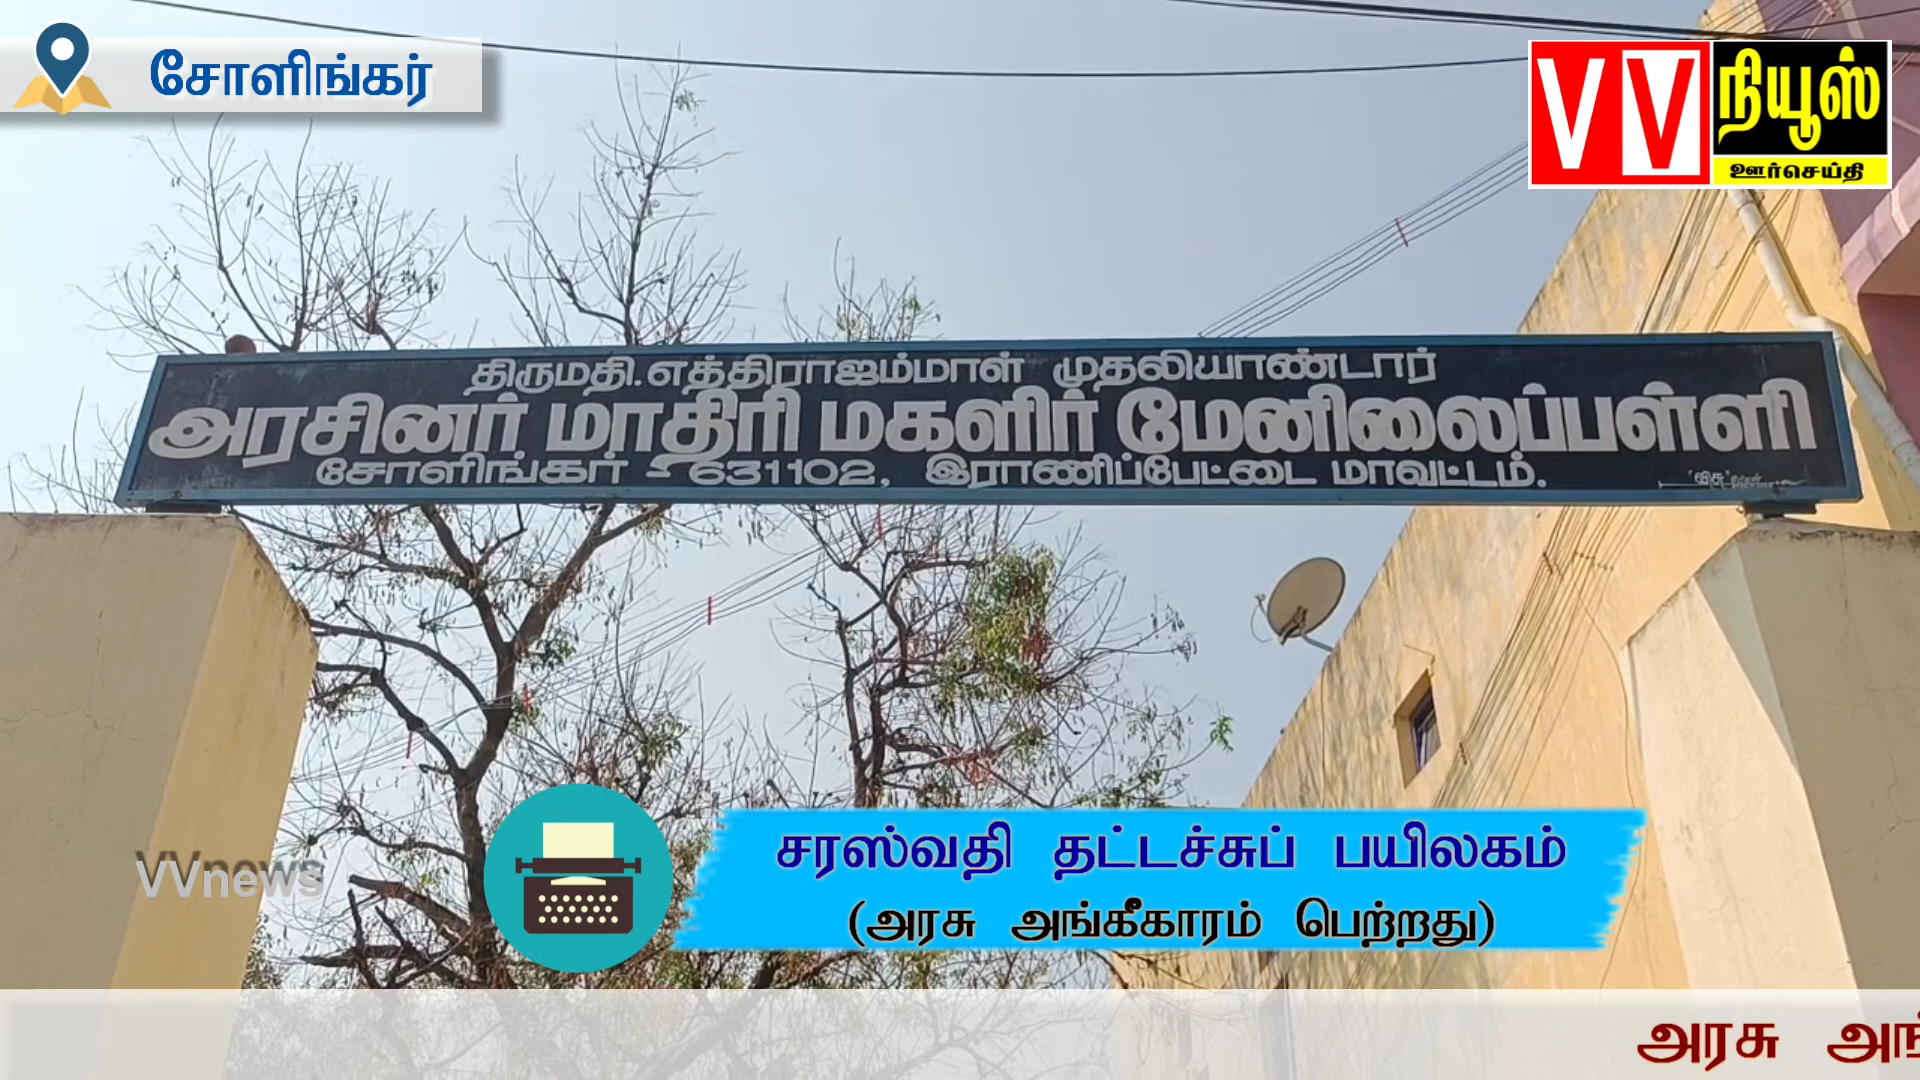 சோளிங்கர்
VV நியூஸ்
ஊர்செய்தி
திருமதி.எத்திராஜம்மாள் முதலியாண்டார்
அரசினர் மாதிரி மகளிர் மேனிலைப்பள்ளி
சோளிங்கர் - 631102, இராணிப்பேட்டை மாவட்டம்.
VVnews
சரஸ்வதி தட்டச்சுப் பயிலகம்
(அரசு அங்கீகாரம் பெற்றது)
அரசு